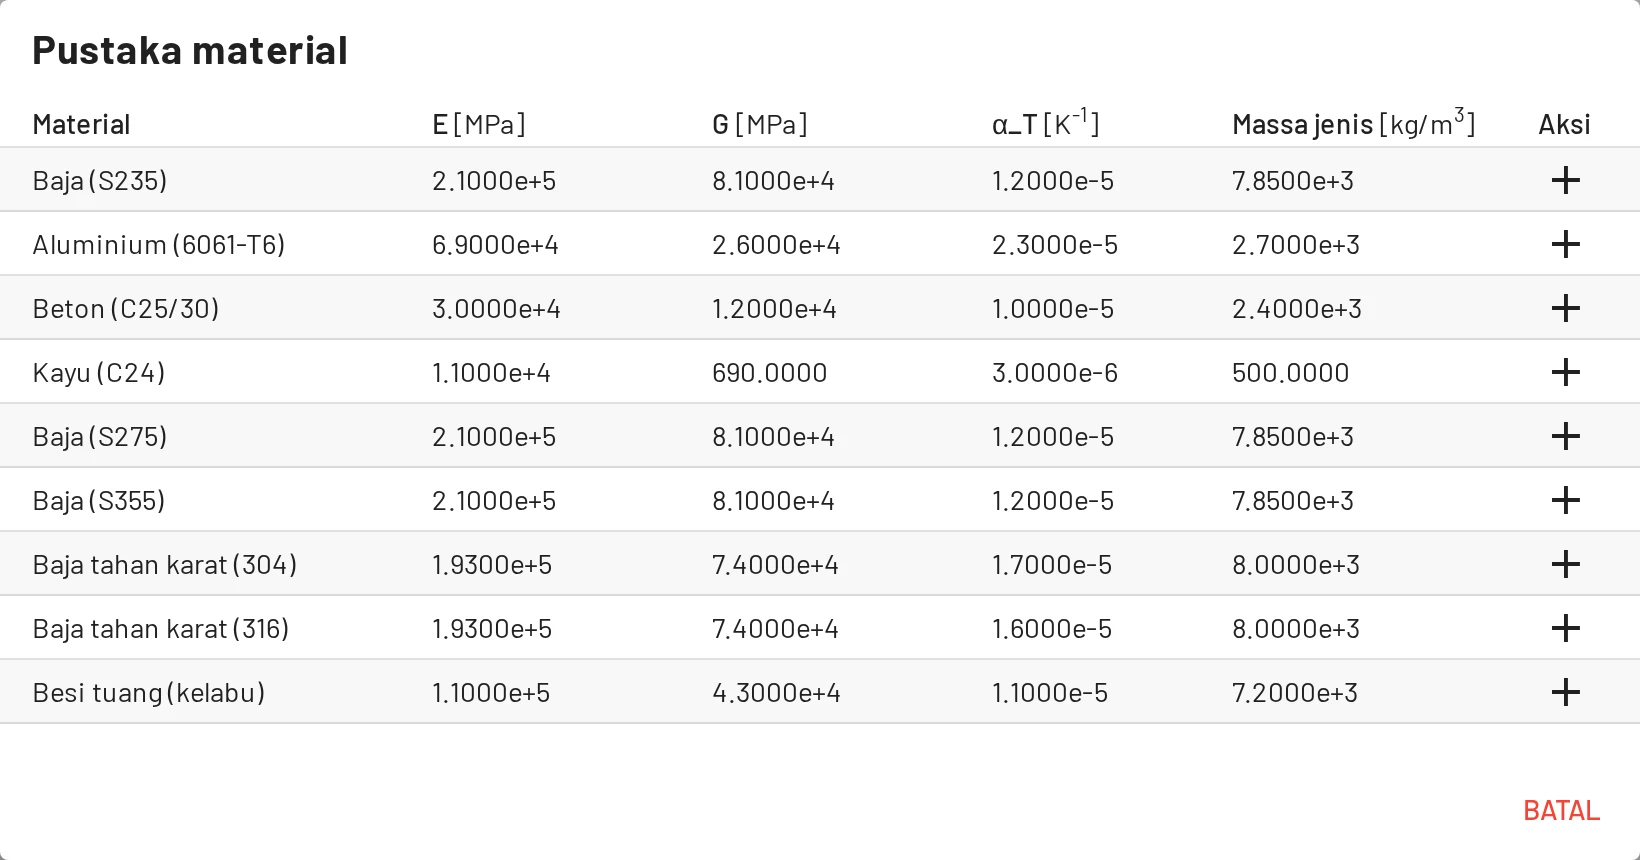 Pustaka material
Material E [MPa] G [MPa] α_T [K⁻¹] Massa jenis [kg/m³] Aksi
Baja (S235) 2.1000e+5 8.1000e+4 1.2000e-5 7.8500e+3 +
Aluminium (6061-T6) 6.9000e+4 2.6000e+4 2.3000e-5 2.7000e+3 +
Beton (C25/30) 3.0000e+4 1.2000e+4 1.0000e-5 2.4000e+3 +
Kayu (C24) 1.1000e+4 690.0000 3.0000e-6 500.0000 +
Baja (S275) 2.1000e+5 8.1000e+4 1.2000e-5 7.8500e+3 +
Baja (S355) 2.1000e+5 8.1000e+4 1.2000e-5 7.8500e+3 +
Baja tahan karat (304) 1.9300e+5 7.4000e+4 1.7000e-5 8.0000e+3 +
Baja tahan karat (316) 1.9300e+5 7.4000e+4 1.6000e-5 8.0000e+3 +
Besi tuang (kelabu) 1.1000e+5 4.3000e+4 1.1000e-5 7.2000e+3 +
BATAL